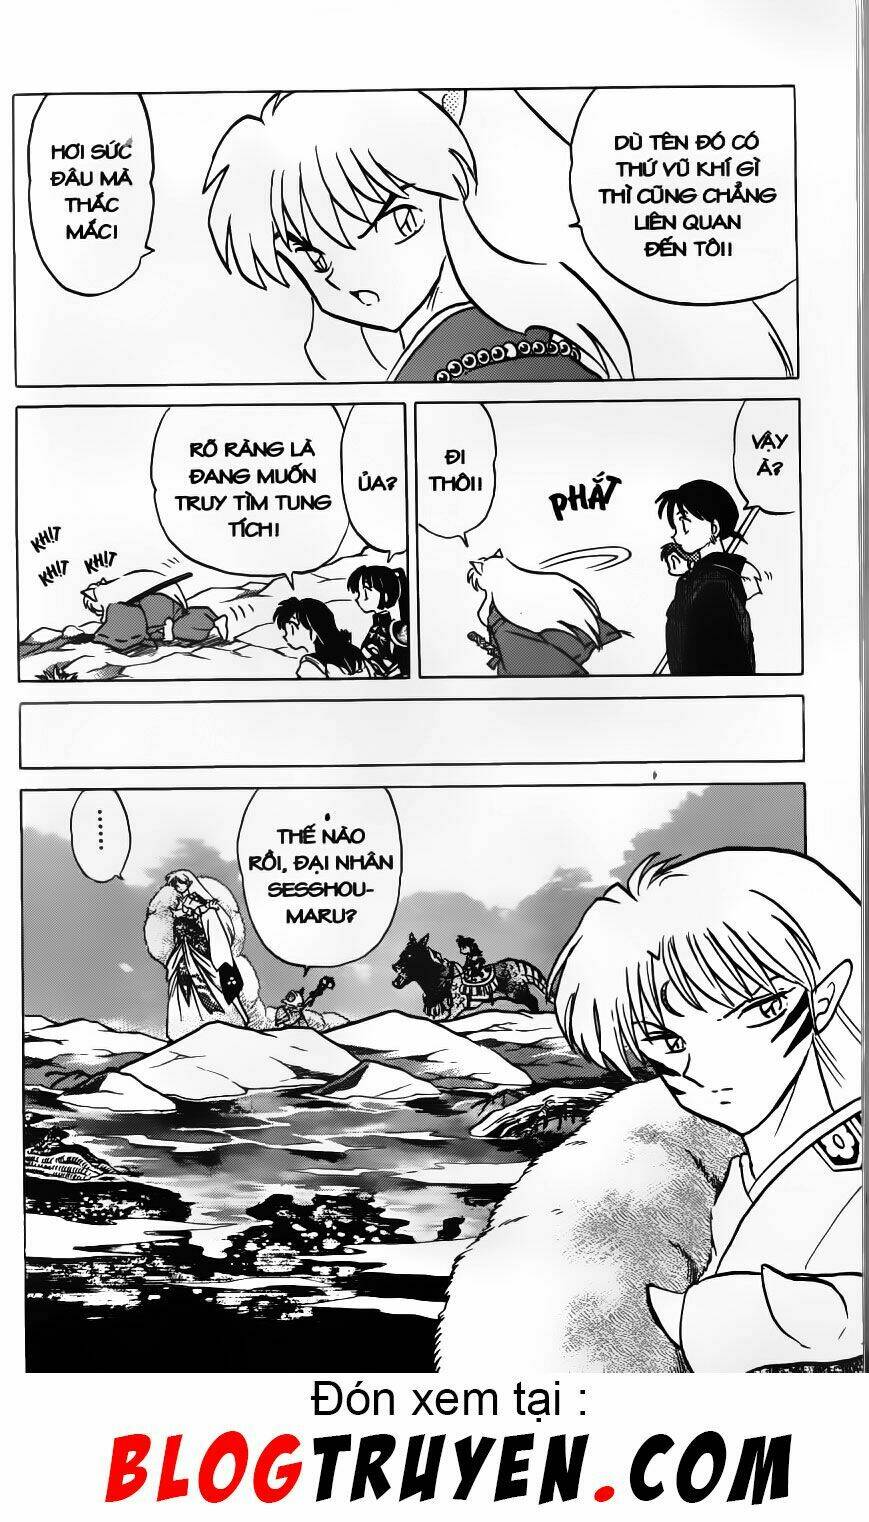 DÙ TÊN ĐÓ CÓ
THỨ VŨ KHÍ GÌ
THÌ CŨNG CHẲNG
LIÊN QUAN
ĐẾN TÔI!
HƠI SỨC
ĐÂU MÀ
THẮC
MẮC!
VẬY
À?
PHẮT
ĐI
THÔI!
ỦA?
RÕ RÀNG LÀ
ĐANG MUỐN
TRUY TÌM TUNG
TÍCH!
KHỊT
KHỊT
KHỊT
THẾ NÀO
RỒI, ĐẠI NHÂN
SESSHOU-
MARU?
......
Đón xem tại :
BLOGTRUYEN.COM